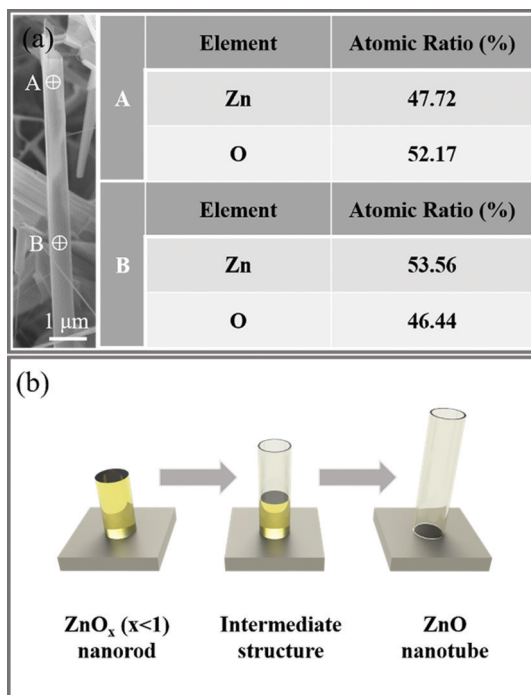 (a)
A
B
1 μm
Element Atomic Ratio (%)
A
Zn 47.72
O 52.17
Element Atomic Ratio (%)
B
Zn 53.56
O 46.44
(b)
ZnOx (x<1) Intermediate ZnO
nanorod structure nanotube